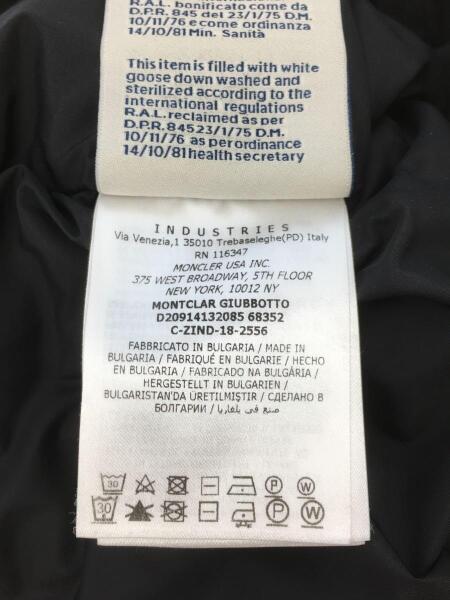 R.A.L. bonificato come da
D.P.R. 845 del 23/1/75 D.M.
10/11/76 e come ordinanza
14/10/81 Min. Sanità
This item is filled with white
goose down washed and
sterilized according to the
international regulations
R.A.L. reclaimed as per
D.P.R. 84523/1/75 D.M.
10/11/76 as per ordinance
14/10/81 health secretary
INDUSTRIES
Via Venezia,1 35010 Trebaseleghe(PD) Italy
RN 116347
MONCLER USA INC.
375 WEST BROADWAY, 5TH FLOOR
NEW YORK, 10012 NY
MONTCLAR GIUBBOTTO
D20914132085 68352
C-ZIND-18-2556
FABBRICATO IN BULGARIA / MADE IN
BULGARIA / FABRIQUÉ EN BULGARIE / HECHO
EN BULGARIA / FABRICADO NA BULGÁRIA /
HERGESTELLT IN BULGARIEN /
BULGARISTAN'DA ÜRETILMIŞTIR / СДЕЛАНО В
БОЛГАРИИ / صنع في بلغاريا
30 P W
30 P W